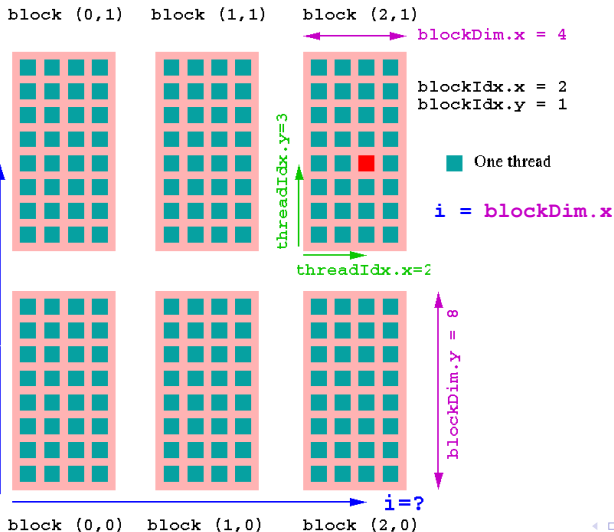 block (0,1) block (1,1) block (2,1)
blockDim.x = 4
blockIdx.x = 2
blockIdx.y = 1
threadIdx.y=3
One thread
i = blockDim.x
threadIdx.x=2
blockDim.y = 8
i=?
block (0,0) block (1,0) block (2,0)